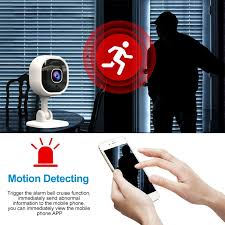 Motion Detecting
Trigger the alarm bell cruise function,
immediately send abnormal
information to the mobile phone,
you can immediately view the mobile
phone APP